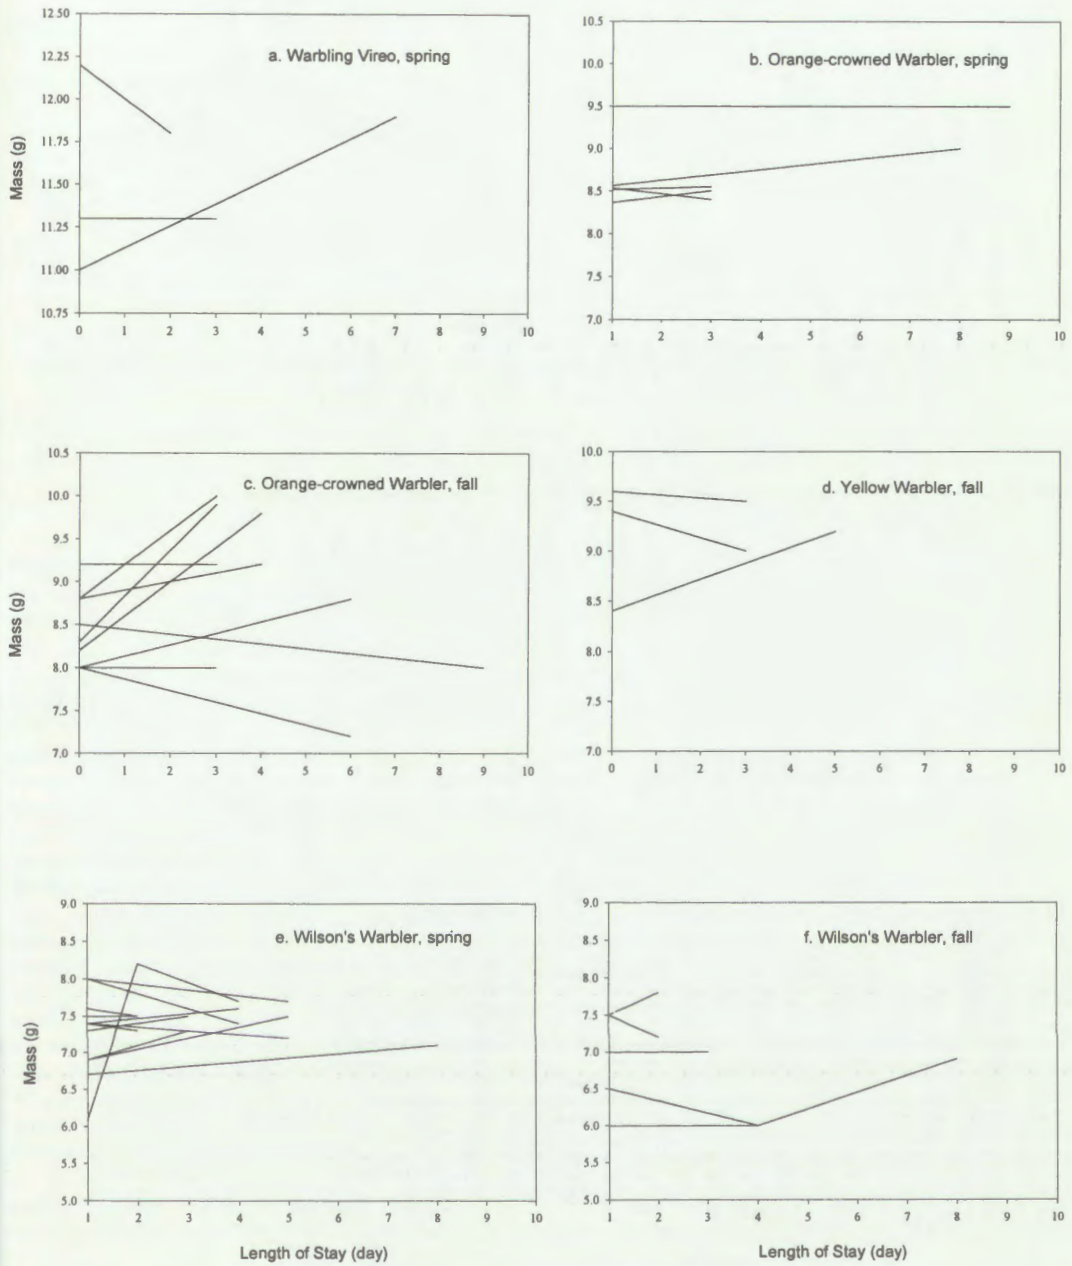 a. Warbling Vireo, spring
Mass (g)
12.50
12.25
12.00
11.75
11.50
11.25
11.00
10.75
0 1 2 3 4 5 6 7 8 9 10
b. Orange-crowned Warbler, spring
10.5
10.0
9.5
9.0
8.5
8.0
7.5
7.0
1 2 3 4 5 6 7 8 9 10
c. Orange-crowned Warbler, fall
Mass (g)
10.5
10.0
9.5
9.0
8.5
8.0
7.5
7.0
0 1 2 3 4 5 6 7 8 9 10
d. Yellow Warbler, fall
10.0
9.5
9.0
8.5
8.0
7.5
7.0
0 1 2 3 4 5 6 7 8 9 10
e. Wilson's Warbler, spring
Mass (g)
9.0
8.5
8.0
7.5
7.0
6.5
6.0
5.5
5.0
1 2 3 4 5 6 7 8 9 10
Length of Stay (day)
f. Wilson's Warbler, fall
9.0
8.5
8.0
7.5
7.0
6.5
6.0
5.5
5.0
1 2 3 4 5 6 7 8 9 10
Length of Stay (day)